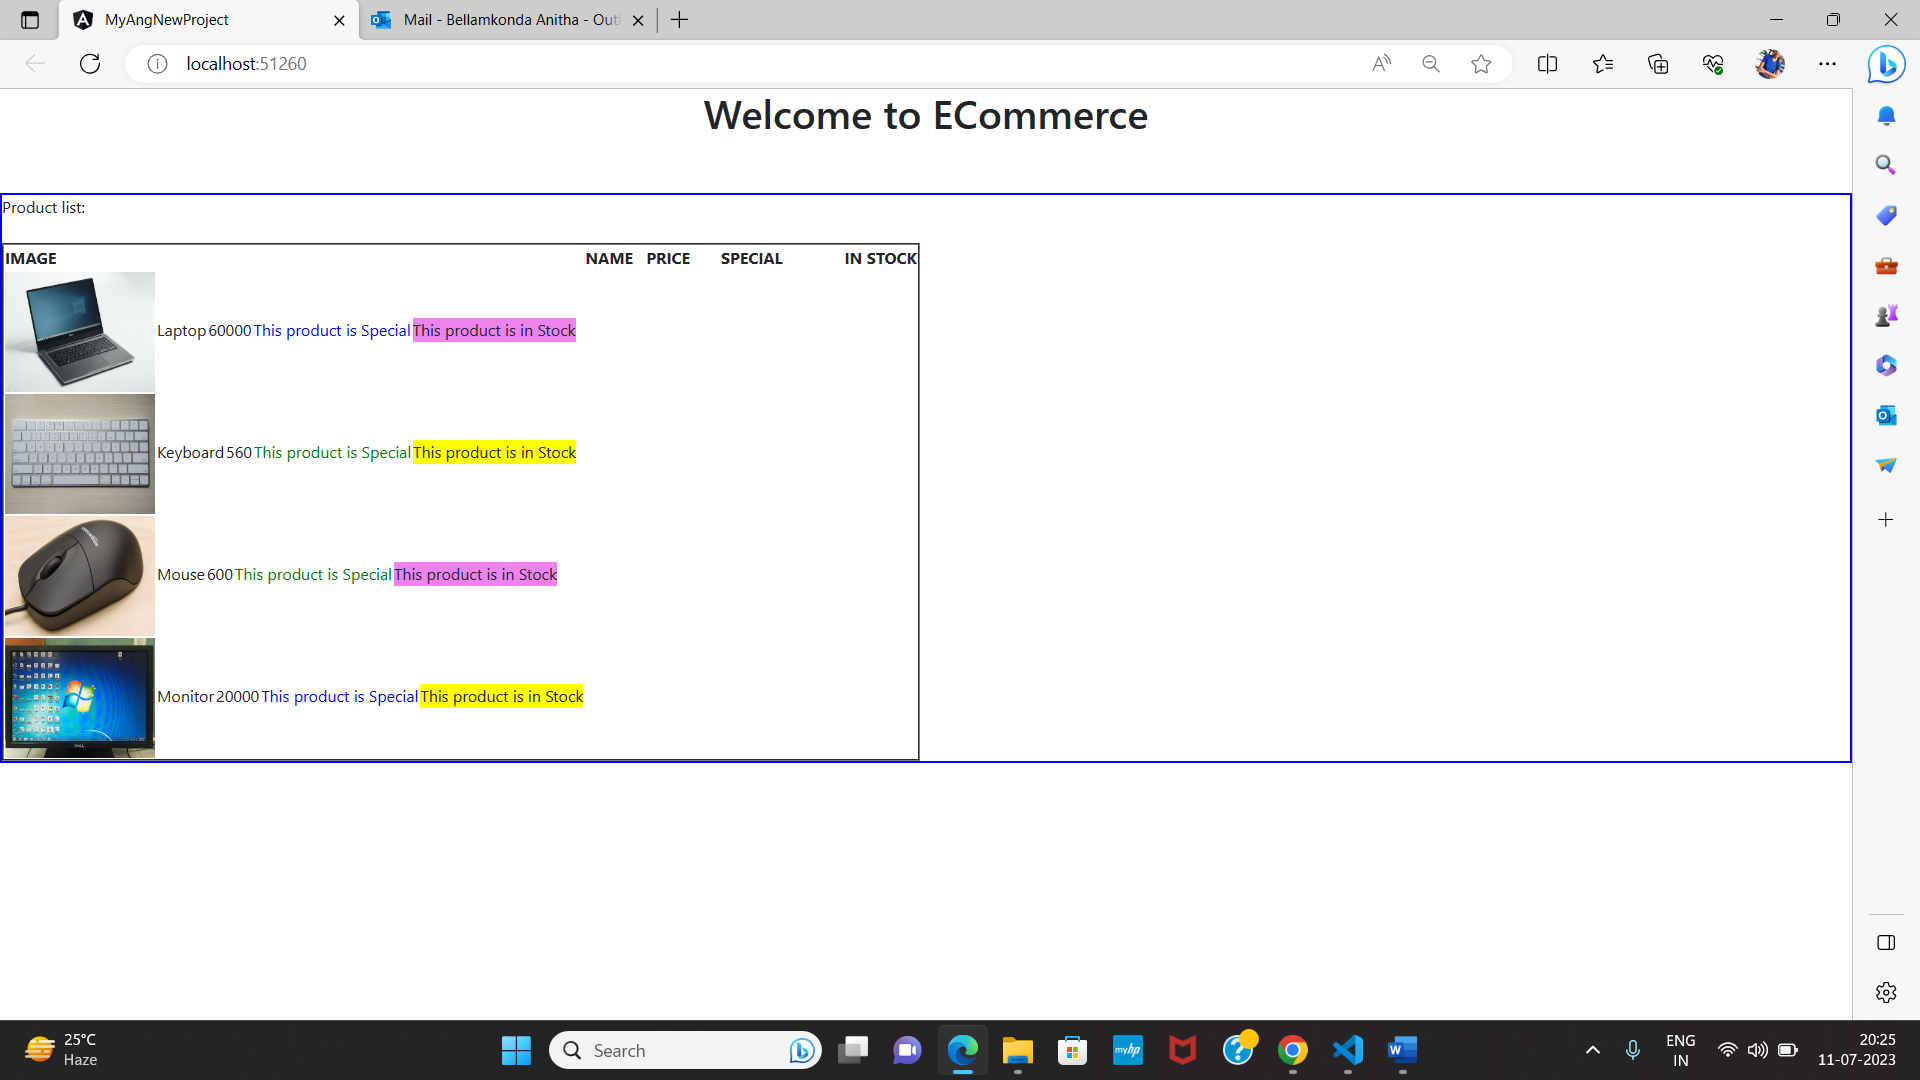 MyAngNewProject
Mail - Bellamkonda Anitha - Outl
localhost:51260
Welcome to ECommerce
Product list:
IMAGE NAME PRICE SPECIAL IN STOCK
Laptop 60000 This product is Special This product is in Stock
Keyboard 560 This product is Special This product is in Stock
Mouse 600 This product is Special This product is in Stock
Monitor 20000 This product is Special This product is in Stock
25°C
Haze
Search
myhp
ENG
IN
20:25
11-07-2023